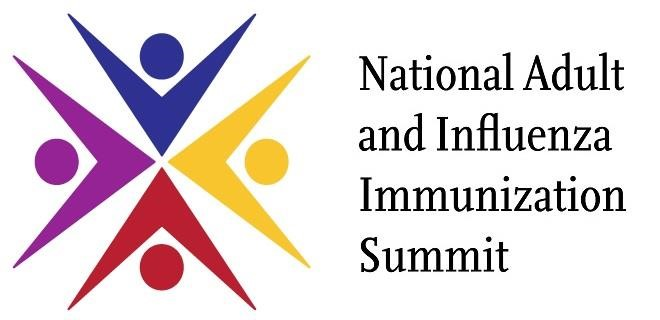 National Adult
and Influenza
Immunization
Summit